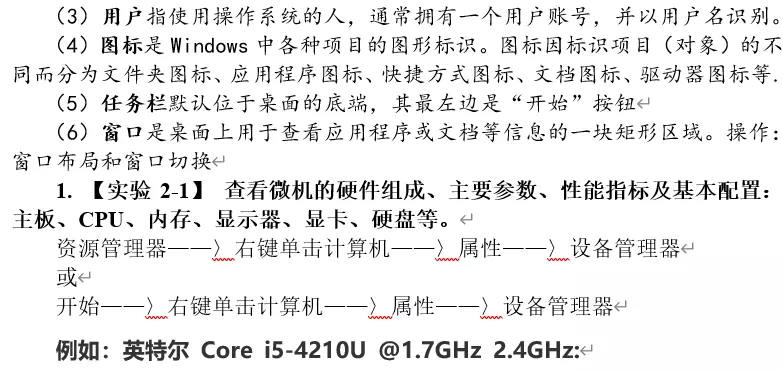 （3）用户指使用操作系统的人，通常拥有一个用户账号，并以用户名识别。
（4）图标是 Windows 中各种项目的图形标识。图标因标识项目（对象）的不
同而分为文件夹图标、应用程序图标、快捷方式图标、文档图标、驱动器图标等.
（5）任务栏默认位于桌面的底端，其最左边是“开始”按钮↵
（6）窗口是桌面上用于查看应用程序或文档等信息的一块矩形区域。操作：
窗口布局和窗口切换↵
1. 【实验 2-1】 查看微机的硬件组成、主要参数、性能指标及基本配置：
主板、CPU、内存、显示器、显卡、硬盘等。↵
资源管理器——〉右键单击计算机——〉属性——〉设备管理器↵
或↵
开始——〉右键单击计算机——〉属性——〉设备管理器↵
例如：英特尔 Core i5-4210U @1.7GHz 2.4GHz:↵